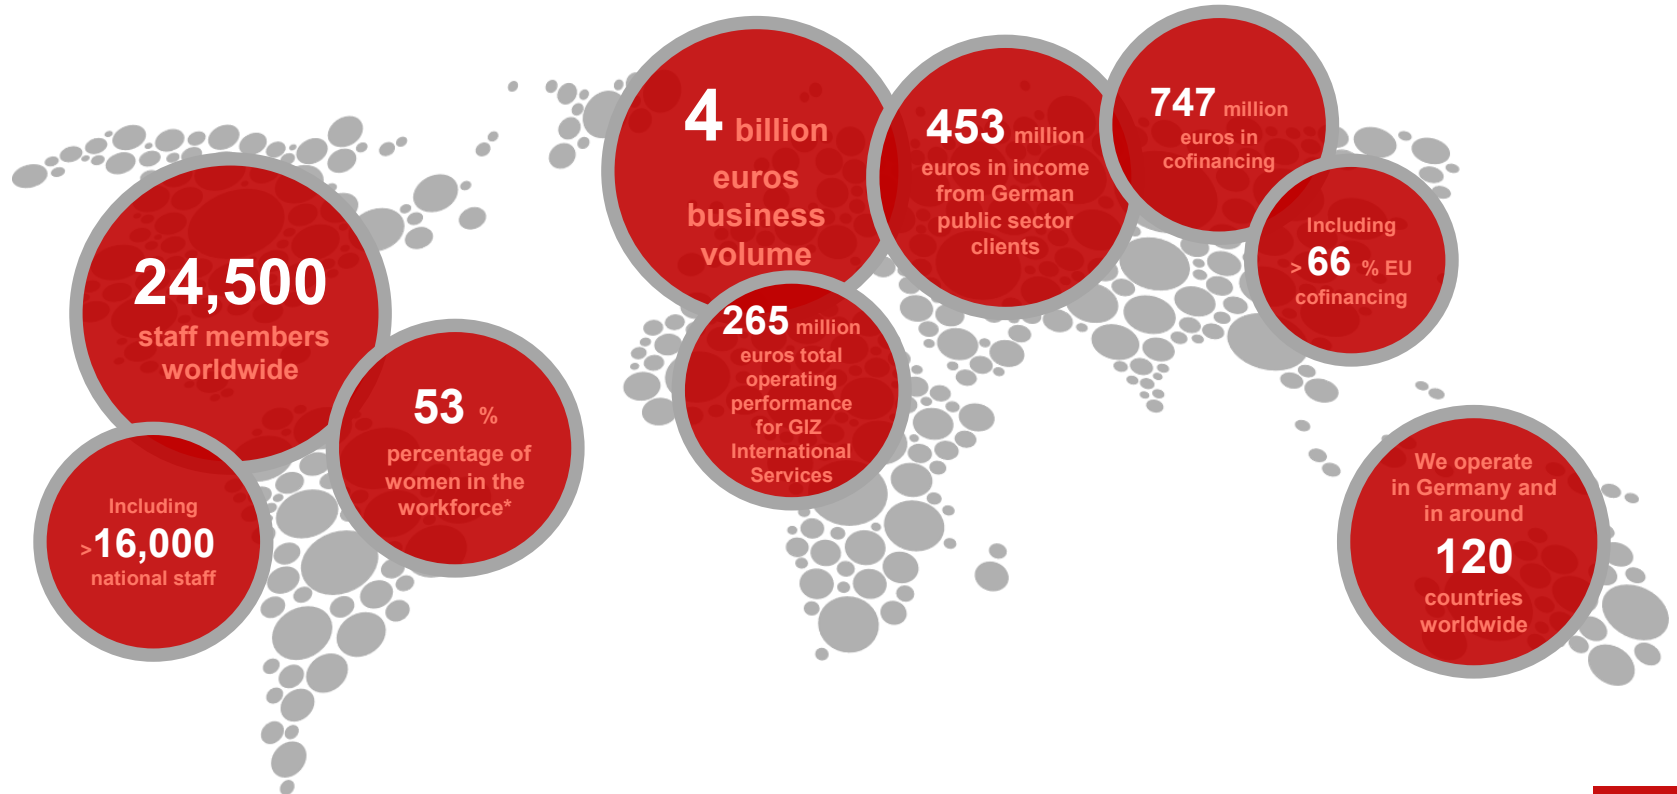 24,500
staff members
worldwide
Including
>16,000
national staff
53 %
percentage of
women in the
workforce*
4 billion
euros
business
volume
265 million
euros total
operating
performance
for GIZ
International
Services
453 million
euros in income
from German
public sector
clients
747 million
euros in
cofinancing
Including
> 66 % EU
cofinancing
We operate
in Germany and
in around
120
countries
worldwide